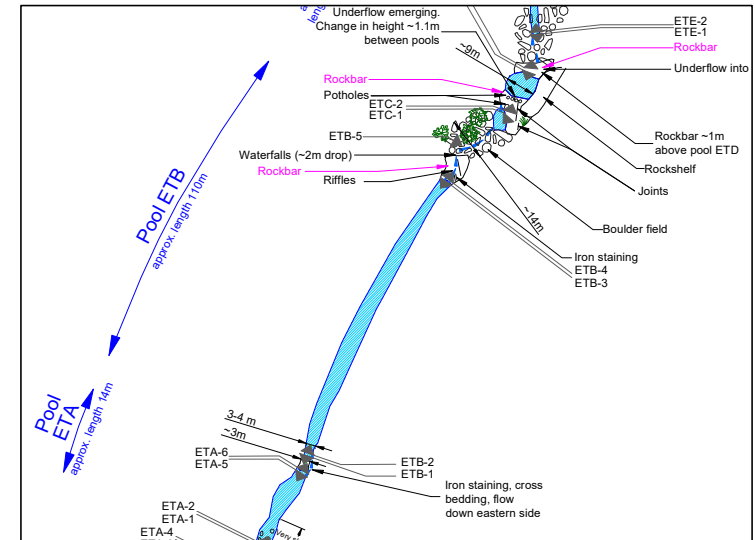 Underflow emerging.
Change in height ~1.1m
between pools
~9m
ETE-2
ETE-1
Rockbar
Underflow into
Rockbar
Potholes
ETC-2
ETC-1
ETB-5
Waterfalls (~2m drop)
Rockbar
Riffles
Rockbar ~1m
above pool ETD
Rockshelf
Joints
~14m
Boulder field
Iron staining
ETB-4
ETB-3
Pool ETB
approx. length 110m
Pool
ETA
approx. length 14m
3-4 m
~3m
ETA-6
ETA-5
ETB-2
ETB-1
Iron staining, cross
bedding, flow
down eastern side
ETA-2
ETA-1
ETA-4